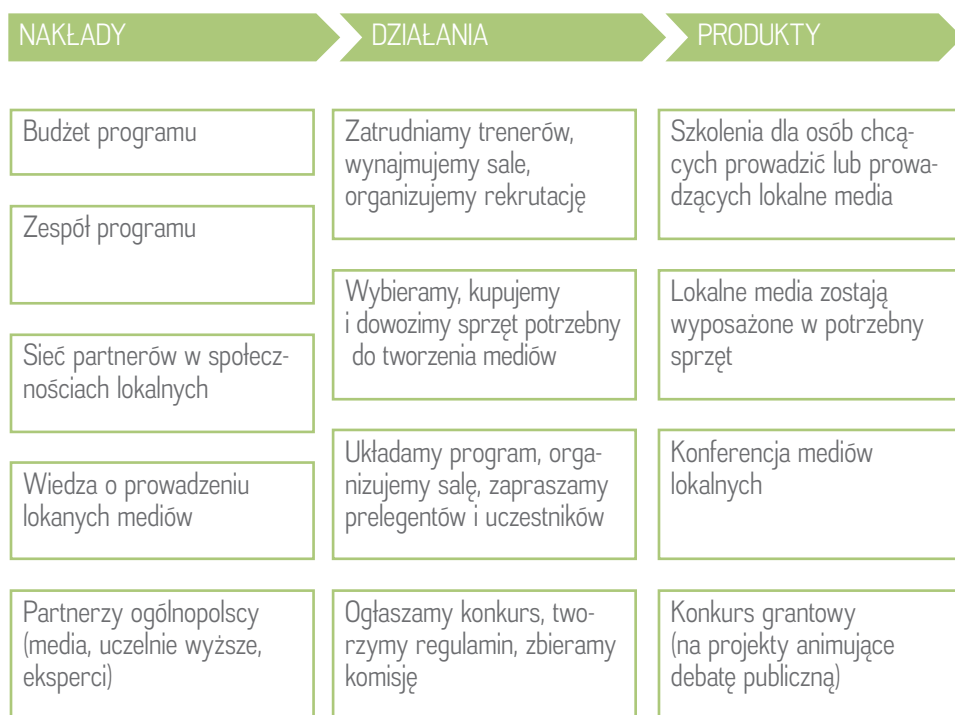 NAKŁADY
DZIAŁANIA
PRODUKTY
Budżet programu
Zespół programu
Sieć partnerów w społecz-
nościach lokalnych
Wiedza o prowadzeniu
lokanych mediów
Partnerzy ogólnopolscy
(media, uczelnie wyższe,
eksperci)
Zatrudniamy trenerów,
wynajmujemy sale,
organizujemy rekrutację
Wybieramy, kupujemy
i dowozimy sprzęt potrzebny
do tworzenia mediów
Układamy program, orga-
nizujemy salę, zapraszamy
prelegentów i uczestników
Ogłaszamy konkurs, two-
rzymy regulamin, zbieramy
komisję
Szkolenia dla osób chcą-
cych prowadzić lub prowa-
dzących lokalne media
Lokalne media zostają
wyposażone w potrzebny
sprzęt
Konferencja mediów
lokalnych
Konkurs grantowy
(na projekty animujące
debatę publiczną)